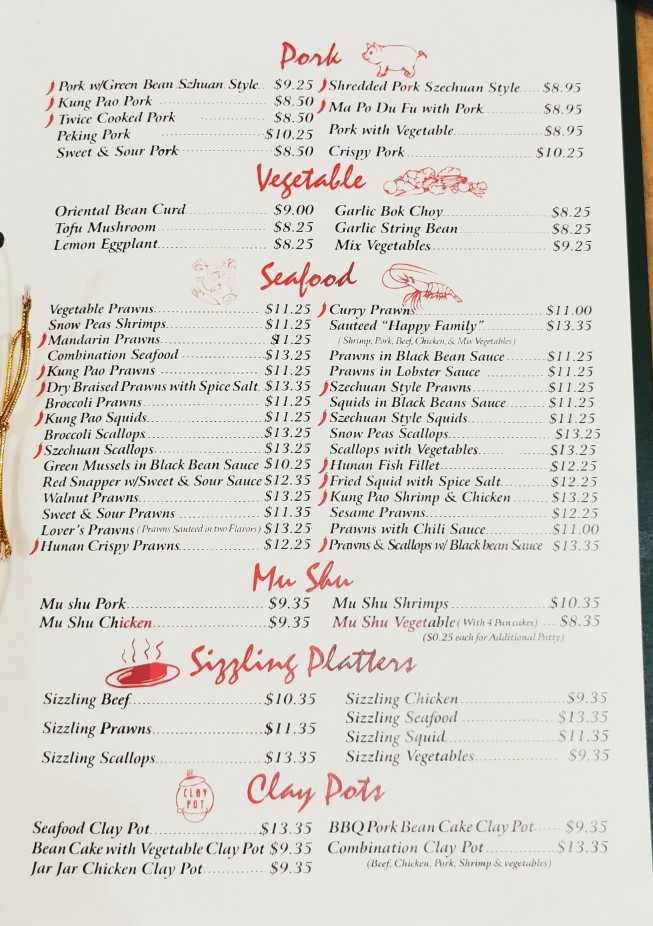 Pork
Pork w/Green Bean Szhuan Style.. $9.25
Kung Pao Pork $8.50
Twice Cooked Pork $8.50
Peking Pork $10.25
Sweet & Sour Pork $8.50
Shredded Pork Szechuan Style..... $8.95
Ma Po Du Fu with Pork $8.95
Pork with Vegetable $8.95
Crispy Pork $10.25
Vegetable
Oriental Bean Curd $9.00
Tofu Mushroom $8.25
Lemon Eggplant $8.25
Garlic Bok Choy $8.25
Garlic String Bean $8.25
Mix Vegetables $9.25
Seafood
Vegetable Prawns $11.25
Snow Peas Shrimps $11.25
Mandarin Prawns $11.25
Combination Seafood $13.25
Kung Pao Prawns $11.25
Dry Braised Prawns with Spice Salt.. $13.35
Broccoli Prawns $11.25
Kung Pao Squids $11.25
Broccoli Scallops $13.25
Szechuan Scallops $13.25
Green Mussels in Black Bean Sauce $10.25
Red Snapper w/Sweet & Sour Sauce $12.35
Walnut Prawns $13.25
Sweet & Sour Prawns $11.35
Lover's Prawns (Prawns Sauteed in two Flavors) $13.25
Hunan Crispy Prawns $12.25
Curry Prawns $11.00
Sauteed "Happy Family" $13.35
(Shrimp, Pork, Beef, Chicken, & Mix Vegetables)
Prawns in Black Bean Sauce $11.25
Prawns in Lobster Sauce $11.25
Szechuan Style Prawns $11.25
Squids in Black Beans Sauce $11.25
Szechuan Style Squids $11.25
Snow Peas Scallops $13.25
Scallops with Vegetables $13.25
Hunan Fish Fillet $12.25
Fried Squid with Spice Salt $12.25
Kung Pao Shrimp & Chicken $13.25
Sesame Prawns $12.25
Prawns with Chili Sauce $11.00
Prawns & Scallops w/ Black bean Sauce $13.35
Mu Shu
Mu shu Pork $9.35
Mu Shu Chicken $9.35
Mu Shu Shrimps $10.35
Mu Shu Vegetable (With 4 Pancakes) $8.35
($0.25 each for Additional Patty)
Sizzling Platters
Sizzling Beef $10.35
Sizzling Prawns $11.35
Sizzling Scallops $13.35
Sizzling Chicken $9.35
Sizzling Seafood $13.35
Sizzling Squid $11.35
Sizzling Vegetables $9.35
CLAY
POT
Clay Pots
Seafood Clay Pot $13.35
Bean Cake with Vegetable Clay Pot $9.35
Jar Jar Chicken Clay Pot $9.35
BBQ Pork Bean Cake Clay Pot $9.35
Combination Clay Pot $13.35
(Beef, Chicken, Pork, Shrimp & vegetables)